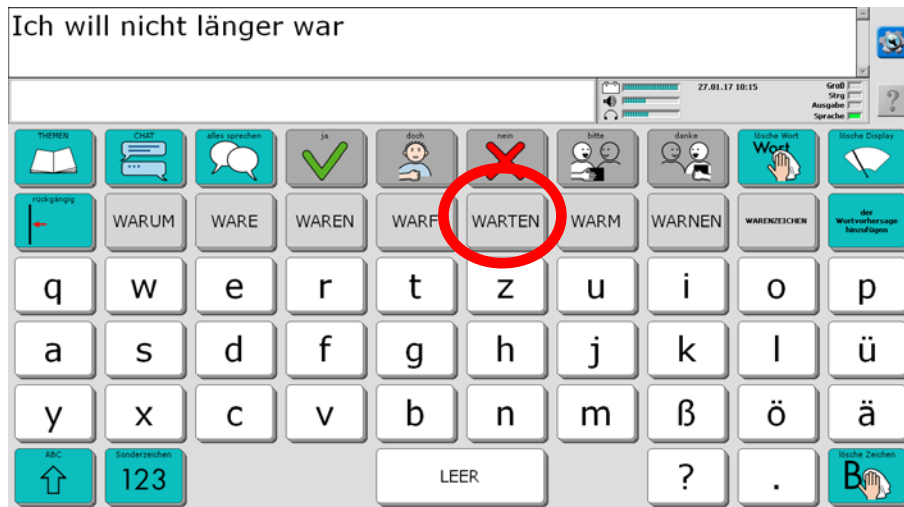 Ich will nicht länger war
27.01.17 10:15
Groß
Strg
Ausgabe
Sprache
?
THEMEN CHAT alles sprechen ja doch nein bitte danke lösche Wort lösche Display
Wort
rückgängig WARUM WARE WAREN WARF WARTEN WARM WARNEN WARENZEICHEN der Wortvorhersage hinzufügen
q w e r t z u i o p
a s d f g h j k l ü
y x c v b n m ß ö ä
ABC Sonderzeichen lösche Zeichen
123 LEER ? . B